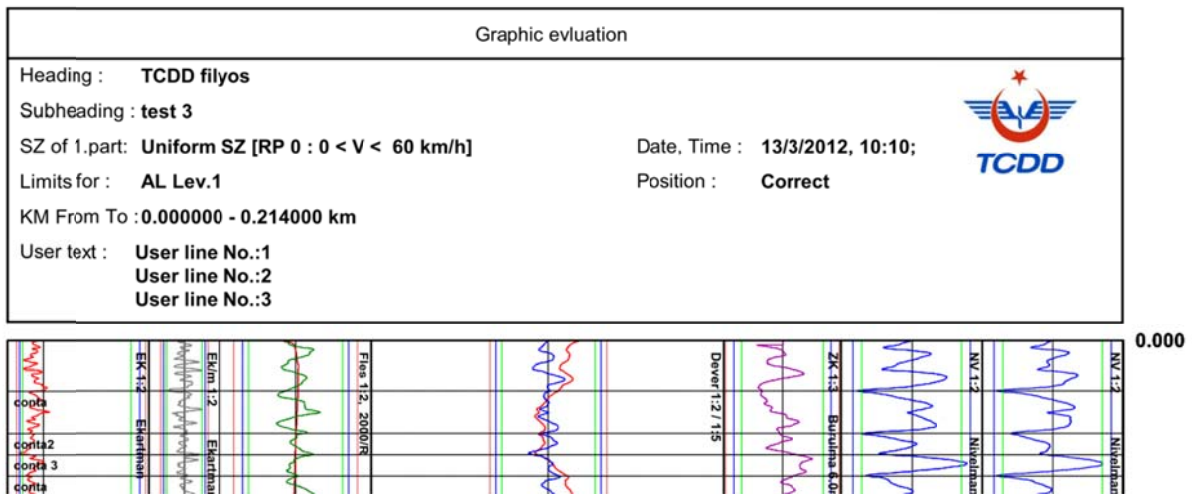 Graphic evluation
Heading : TCDD filyos
Subheading : test 3
SZ of 1.part: Uniform SZ [RP 0 : 0 < V < 60 km/h]
Date, Time : 13/3/2012, 10:10;
Limits for : AL Lev.1
Position : Correct
KM From To : 0.000000 - 0.214000 km
User text : User line No.:1
User line No.:2
User line No.:3
TCDD
0.000
EK 1:2 Ekartman
Ek/m 1:2 Ekartman
Fles 1:2, 2000/R
Dever 1:2 / 1:5
ZK 1:3 Burulma 6.0m
NV 1:2 Nivelman
NV 1:2 Nivelman
conta
conta2
conta 3
conta